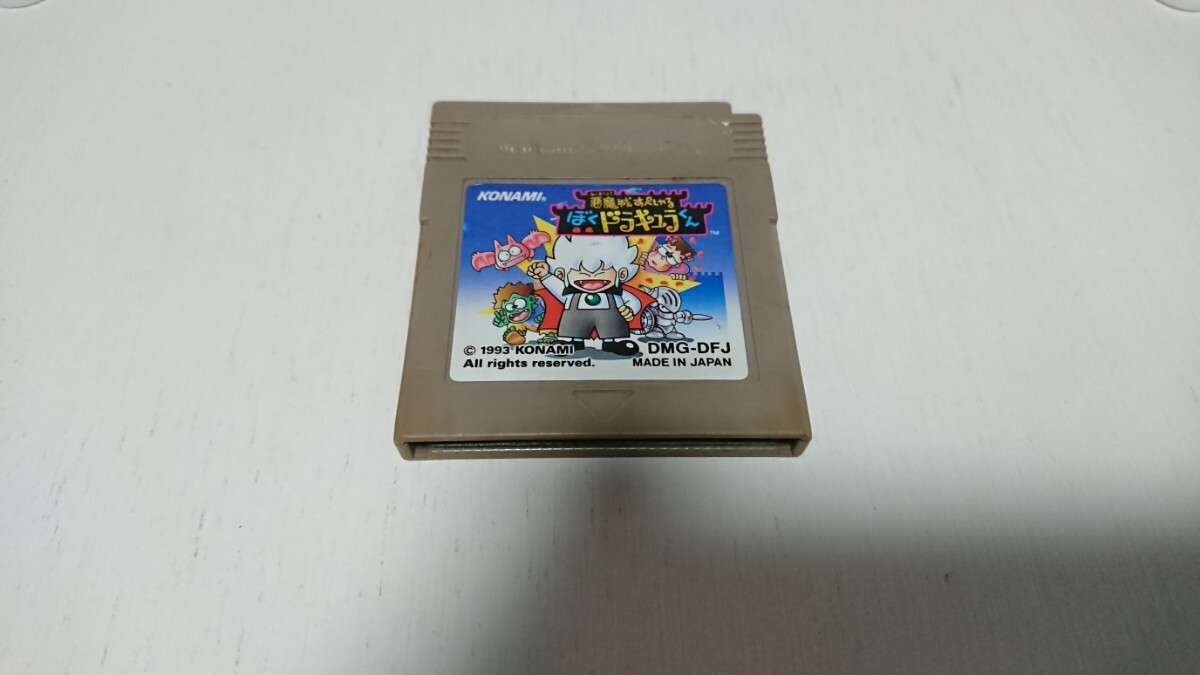 KONAMI®
悪魔城すぺしゃる
ぼくドラキュラくん
TM
© 1993 KONAMI
All rights reserved.
DMG-DFJ
MADE IN JAPAN